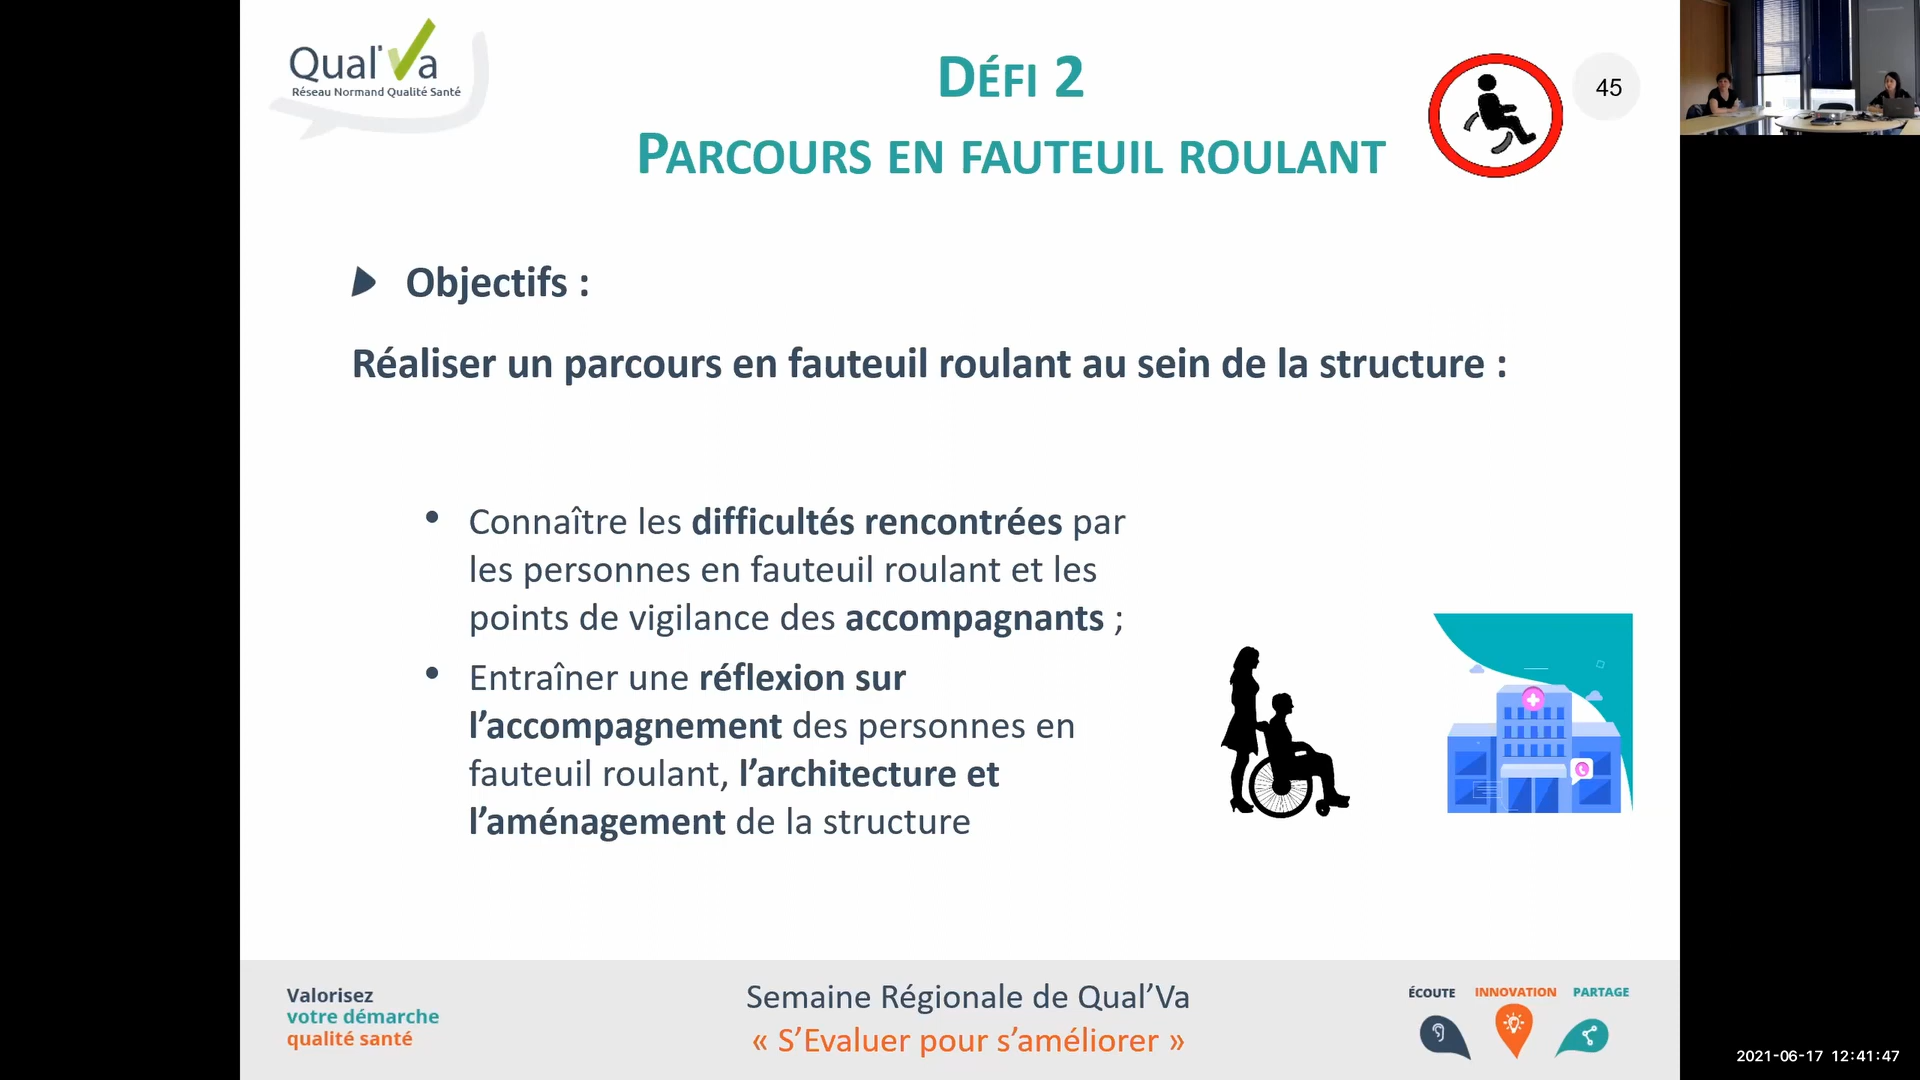 Qual'Va
Réseau Normand Qualité Santé
DÉFI 2
PARCOURS EN FAUTEUIL ROULANT
45
Objectifs :
Réaliser un parcours en fauteuil roulant au sein de la structure :
• Connaître les difficultés rencontrées par
les personnes en fauteuil roulant et les
points de vigilance des accompagnants ;
• Entraîner une réflexion sur
l’accompagnement des personnes en
fauteuil roulant, l’architecture et
l’aménagement de la structure
Valorisez
votre démarche
qualité santé
Semaine Régionale de Qual’Va
« S’Evaluer pour s’améliorer »
ÉCOUTE INNOVATION PARTAGE
2021-06-17 12:41:47